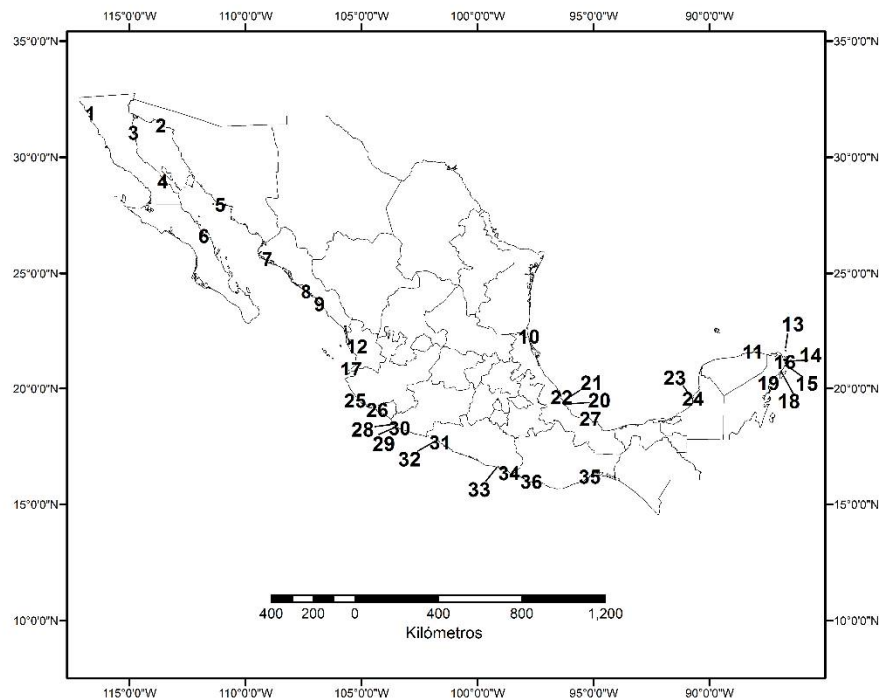 115°0'0"W 110°0'0"W 105°0'0"W 100°0'0"W 95°0'0"W 90°0'0"W
35°0'0"N 35°0'0"N
1 2
3
30°0'0"N 30°0'0"N
4
5
6
7
25°0'0"N 25°0'0"N
8
9
10 13
12 11 14
17 16
23 21 19 15
20°0'0"N 20°0'0"N
25 22 20 24 18
26 27
28 30
29 31
32
34 35
33 36
15°0'0"N 15°0'0"N
10°0'0"N 10°0'0"N
400 200 0 400 800 1,200
Kilómetros
115°0'0"W 110°0'0"W 105°0'0"W 100°0'0"W 95°0'0"W 90°0'0"W